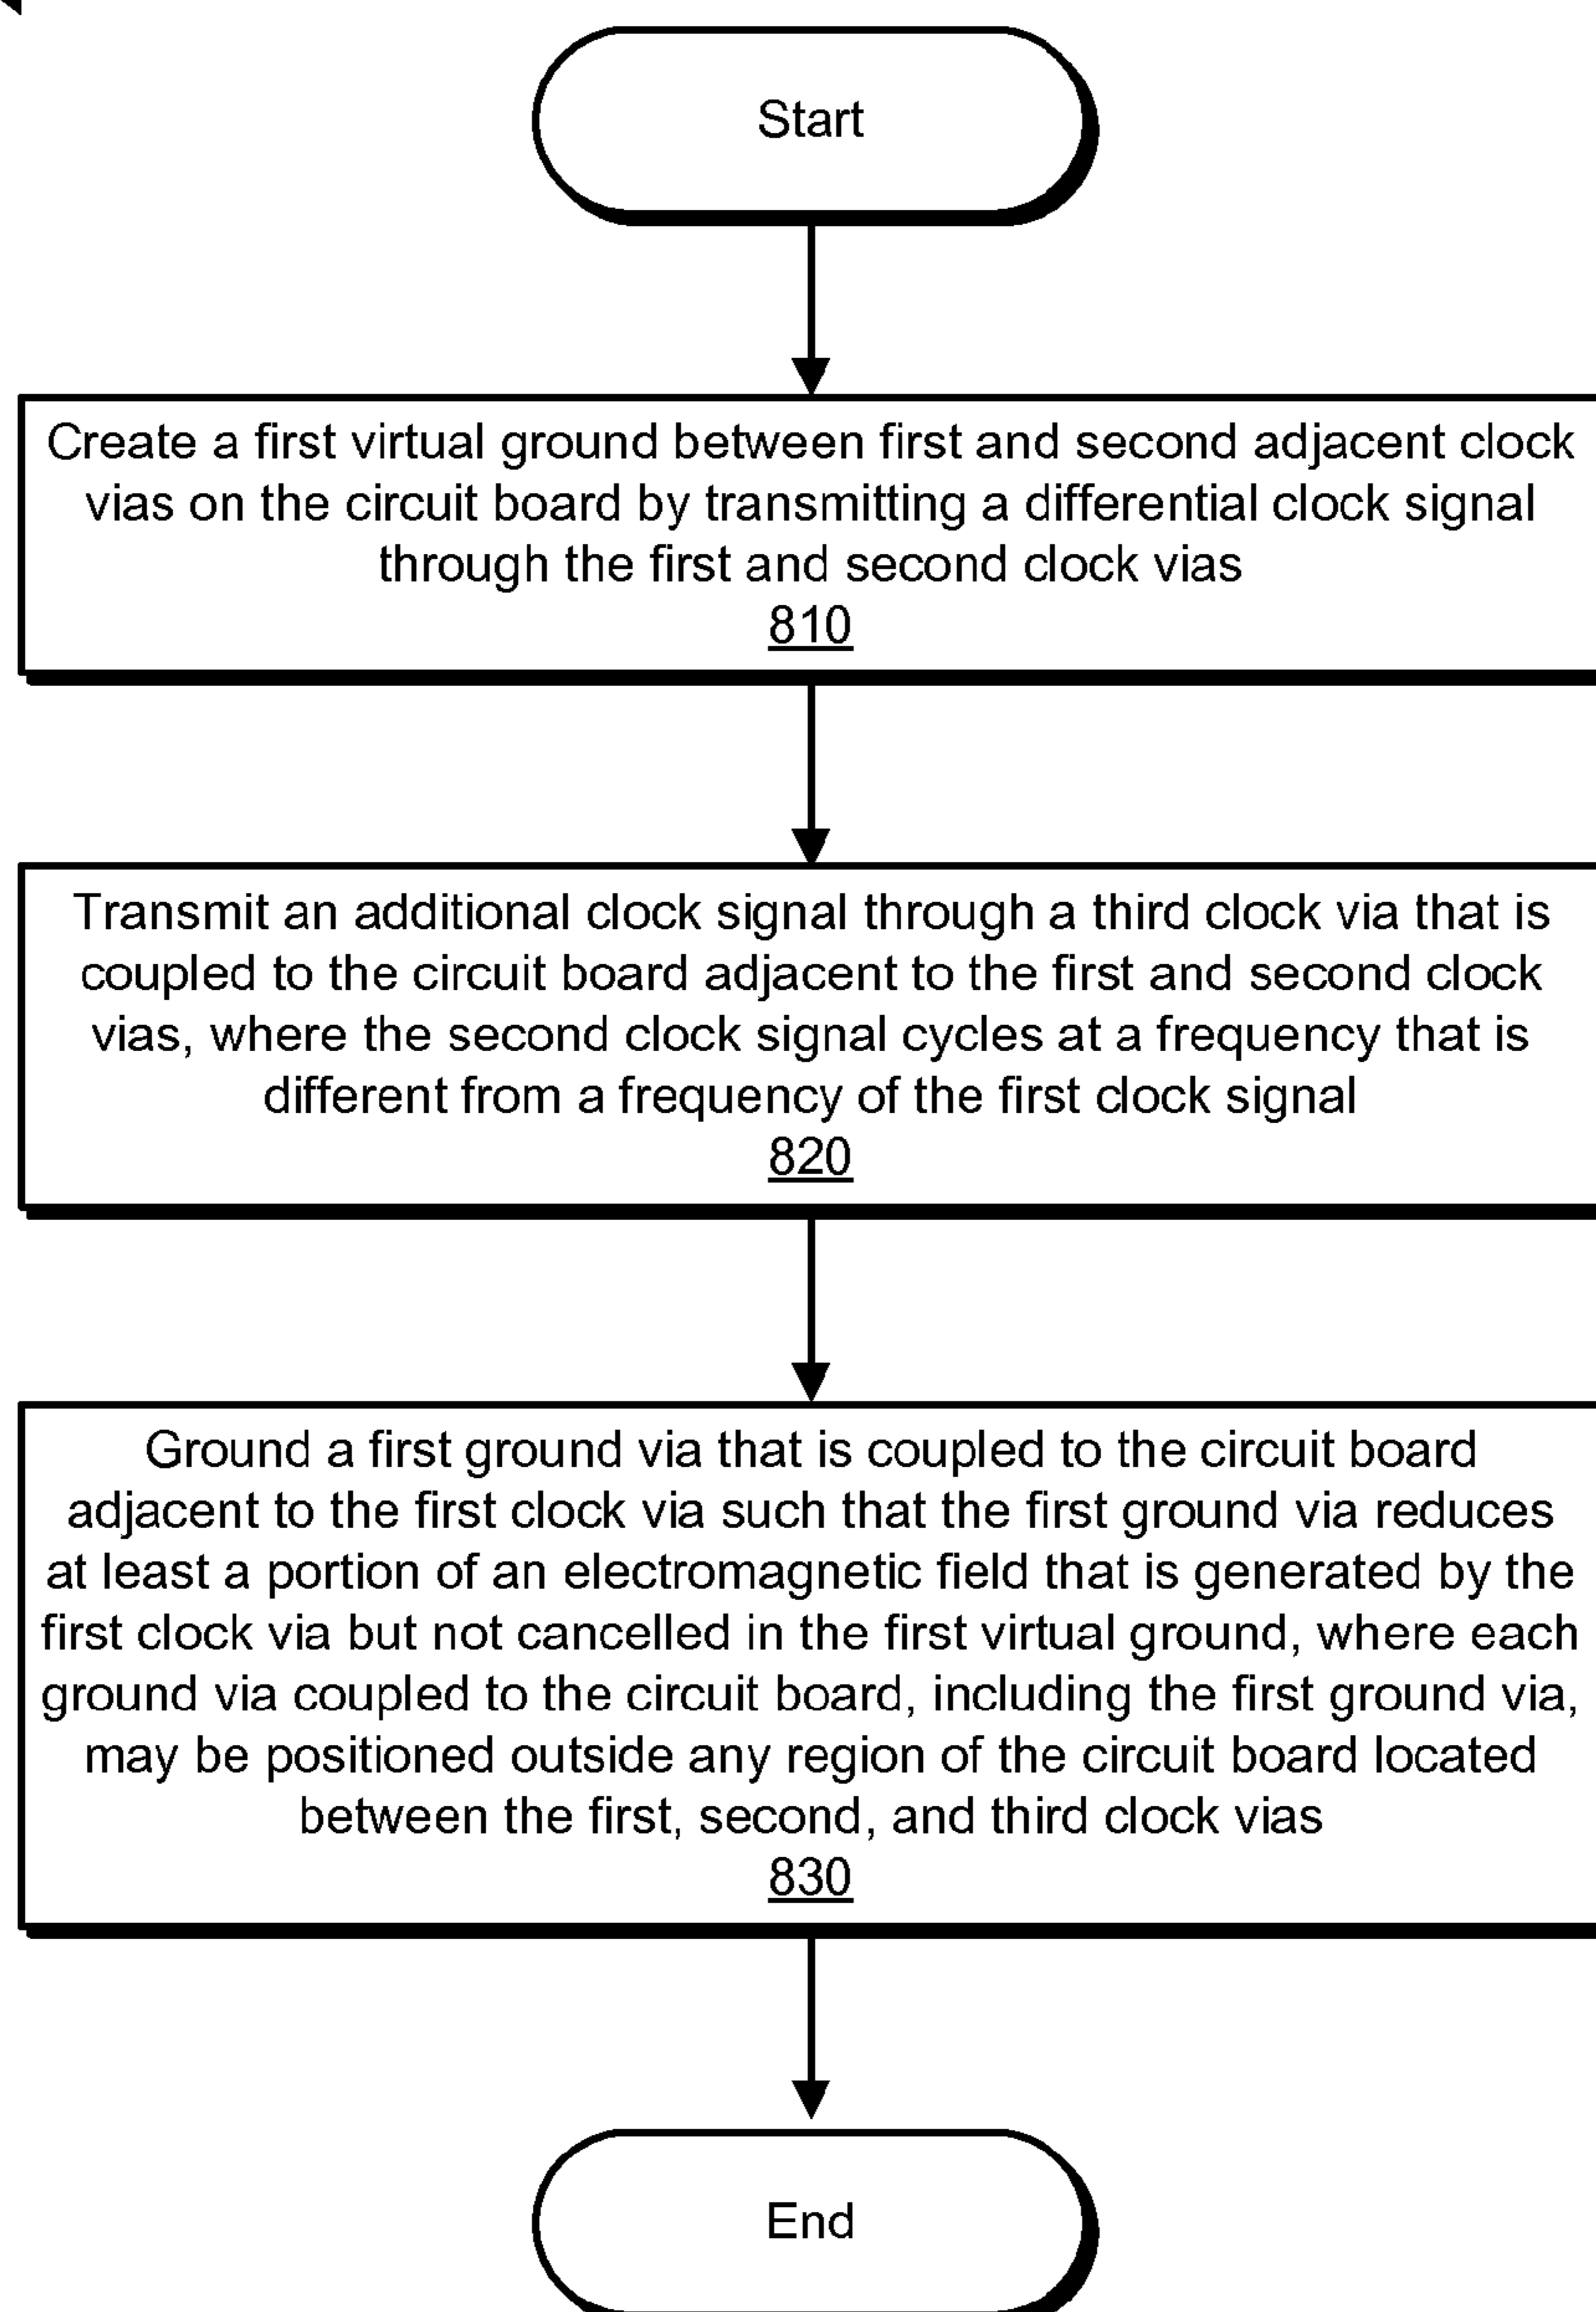 Start
Create a first virtual ground between first and second adjacent clock
vias on the circuit board by transmitting a differential clock signal
through the first and second clock vias
810
Transmit an additional clock signal through a third clock via that is
coupled to the circuit board adjacent to the first and second clock
vias, where the second clock signal cycles at a frequency that is
different from a frequency of the first clock signal
820
Ground a first ground via that is coupled to the circuit board
adjacent to the first clock via such that the first ground via reduces
at least a portion of an electromagnetic field that is generated by the
first clock via but not cancelled in the first virtual ground, where each
ground via coupled to the circuit board, including the first ground via,
may be positioned outside any region of the circuit board located
between the first, second, and third clock vias
830
End